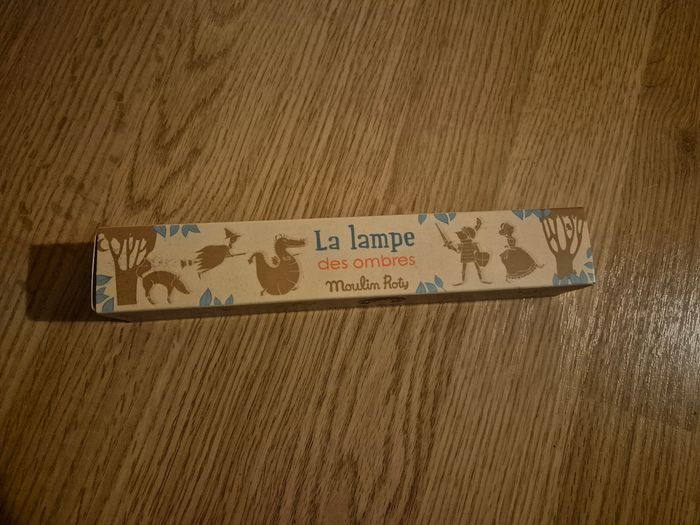 La lampe
des ombres
Moulin Roty